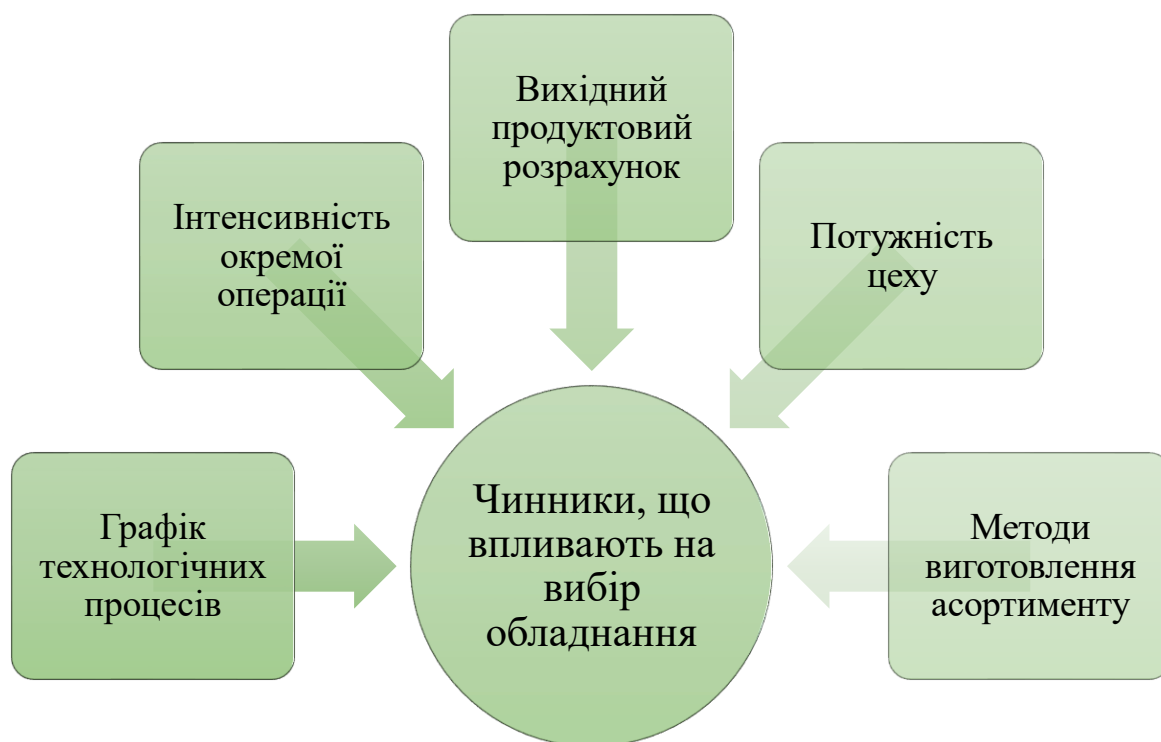 Вихідний
продуктовий
розрахунок
Інтенсивність
окремої
операції
Потужність
цеху
Графік
технологічних
процесів
Чинники, що
впливають на
вибір
обладнання
Методи
виготовлення
асортименту